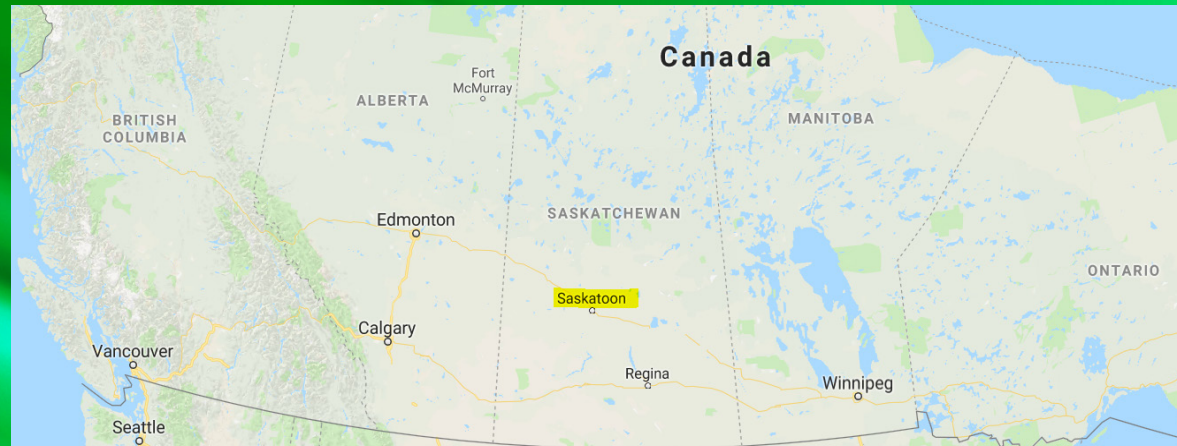 Canada
Fort
McMurray
ALBERTA
BRITISH
COLUMBIA
MANITOBA
Edmonton
SASKATCHEWAN
ONTARIO
Saskatoon
Calgary
Vancouver
Regina
Winnipeg
Seattle